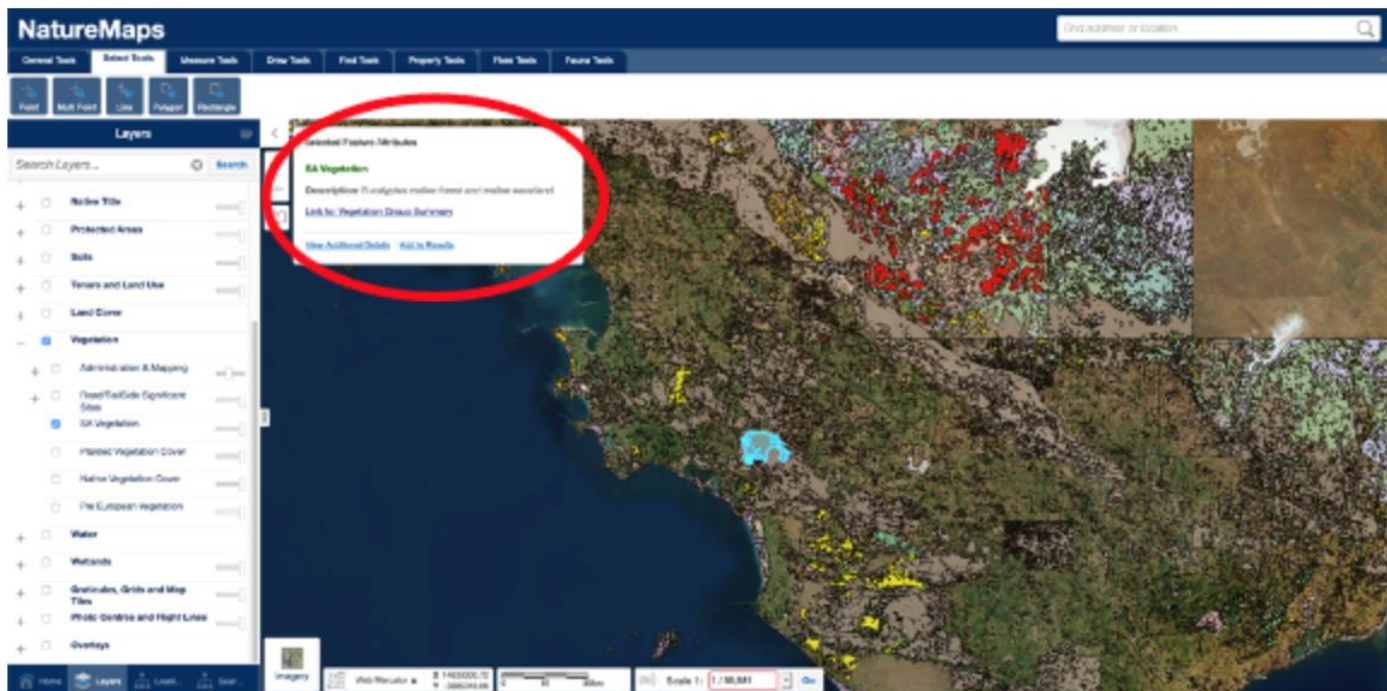 NatureMaps
Find address or location...
General Tools
Select Tools
Measure Tools
Draw Tools
Find Tools
Property Tools
Flora Tools
Fauna Tools
Point
Multi Point
Line
Polygon
Rectangle
Layers
Search Layers...
Search
Native Title
Protected Areas
Soils
Tenure and Land Use
Land Cover
Vegetation
Administration & Mapping
Road/RailSide Significant
Sites
SA Vegetation
Planted Vegetation Cover
Native Vegetation Cover
Pre European Vegetation
Water
Wetlands
Graticules, Grids and Map
Tiles
Photo Centres and Flight Lines
Overlays
Home
Layers
Selected Feature Attributes
SA Vegetation
Description: Eucalyptus mallee forest and mallee woodland
Link to: Vegetation Group Summary
View Additional Details Add to Results
Imagery
Web Mercator
Scale 1:
Go